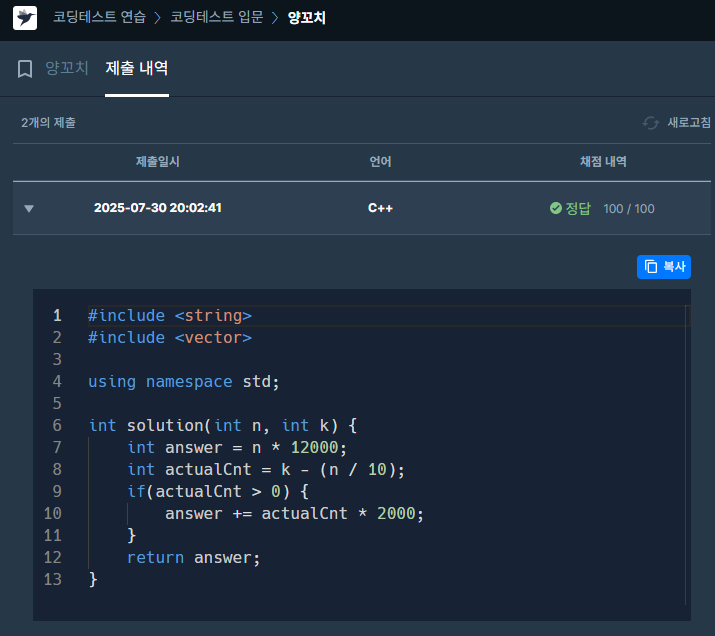 코딩테스트 연습 > 코딩테스트 입문 > 양꼬치
양꼬치 제출 내역
2개의 제출 새로고침
제출일시 언어 채점 내역
▼ 2025-07-30 20:02:41 C++ 정답 100 / 100
복사
1 #include <string>
2 #include <vector>
3
4 using namespace std;
5
6 int solution(int n, int k) {
7     int answer = n * 12000;
8     int actualCnt = k - (n / 10);
9     if(actualCnt > 0) {
10         answer += actualCnt * 2000;
11     }
12     return answer;
13 }